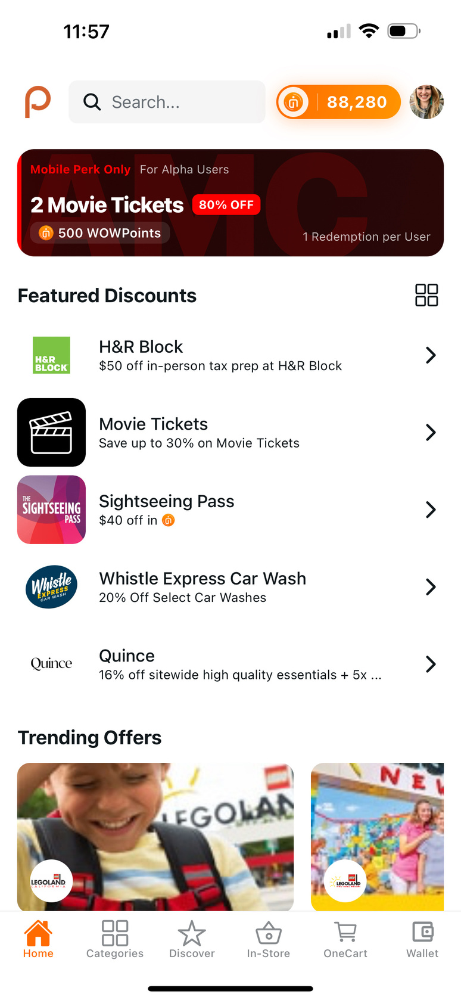 11:57
Search...
88,280
AMC
Mobile Perk Only For Alpha Users
2 Movie Tickets 80% OFF
500 WOWPoints
1 Redemption per User
Featured Discounts
H&R
BLOCK
H&R Block
$50 off in-person tax prep at H&R Block
Movie Tickets
Save up to 30% on Movie Tickets
THE
SIGHTSEEING
PASS
Sightseeing Pass
$40 off in
Whistle
EXPRESS
CAR WASH
Whistle Express Car Wash
20% Off Select Car Washes
Quince
Quince
16% off sitewide high quality essentials + 5x ...
Trending Offers
LEGOLAN
LEGOLAND
CALIFORNIA
NEW
LEGOLAND
Home
Categories
Discover
In-Store
OneCart
Wallet